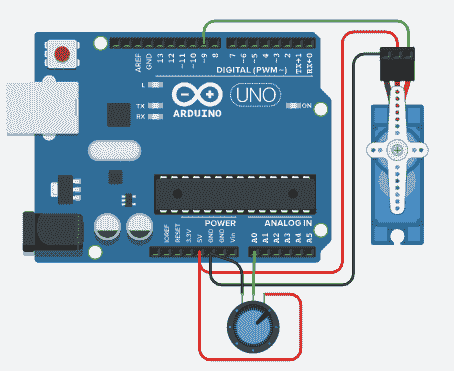 AREF
GND
13
12
~11
~10
~9
8
7
~6
~5
4
~3
2
TX→1
RX←0
DIGITAL (PWM~)
L
TX
RX
ARDUINO
UNO
ON
POWER
ANALOG IN
IOREF
RESET
3.3V
5V
GND
GND
Vin
A0
A1
A2
A3
A4
A5